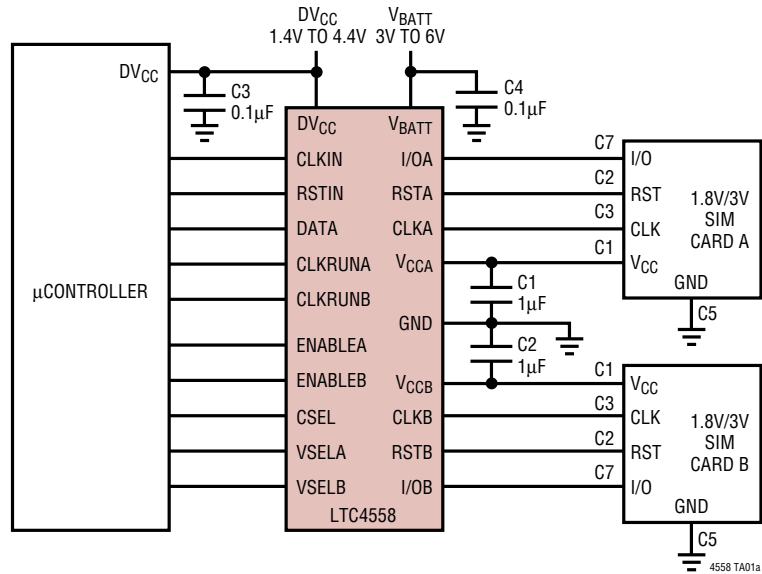 DVCC
1.4V TO 4.4V
VBATT
3V TO 6V
DVCC
C3
0.1µF
C4
0.1µF
µCONTROLLER
DVCC
VBATT
CLKIN
RSTIN
DATA
CLKRUNA
CLKRUNB
ENABLEA
ENABLEB
CSEL
VSELA
VSELB
I/OA
RSTA
CLKA
VCCA
GND
VCCB
CLKB
RSTB
I/OB
LTC4558
C1
1µF
C2
1µF
C7
C2
C3
C1
I/O
RST
CLK
VCC
1.8V/3V
SIM
CARD A
GND
C5
C1
C3
C2
C7
VCC
CLK
RST
I/O
1.8V/3V
SIM
CARD B
GND
C5
4558 TA01a